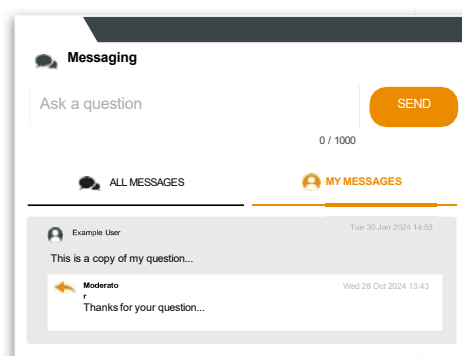 Messaging
Ask a question
SEND
0 / 1000
ALL MESSAGES
MY MESSAGES
Example User
Tue 30 Jan 2024 14:53
This is a copy of my question...
Moderato
r
Wed 28 Oct 2024 13:43
Thanks for your question...